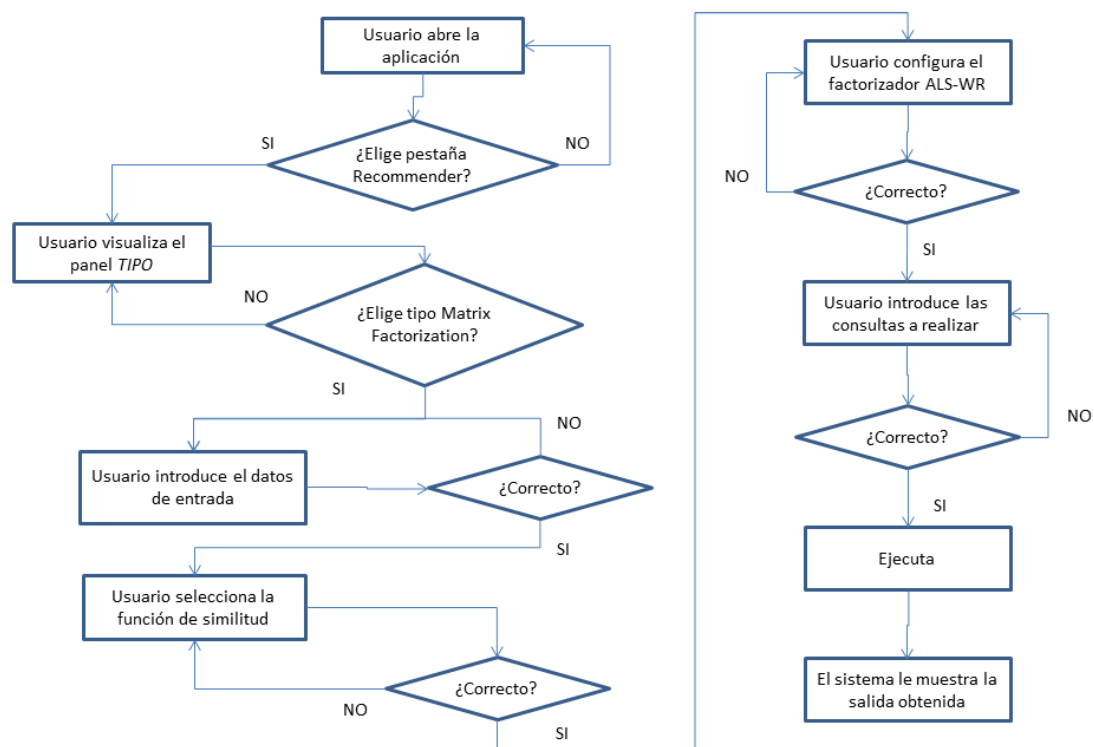 Usuario abre la
aplicación
SI
NO
¿Elige pestaña
Recommender?
Usuario visualiza el
panel TIPO
NO
¿Elige tipo Matrix
Factorization?
SI
NO
Usuario introduce el datos
de entrada
¿Correcto?
SI
Usuario selecciona la
función de similitud
¿Correcto?
NO
SI
Usuario configura el
factorizador ALS-WR
NO
¿Correcto?
SI
Usuario introduce las
consultas a realizar
NO
¿Correcto?
SI
Ejecuta
El sistema le muestra la
salida obtenida